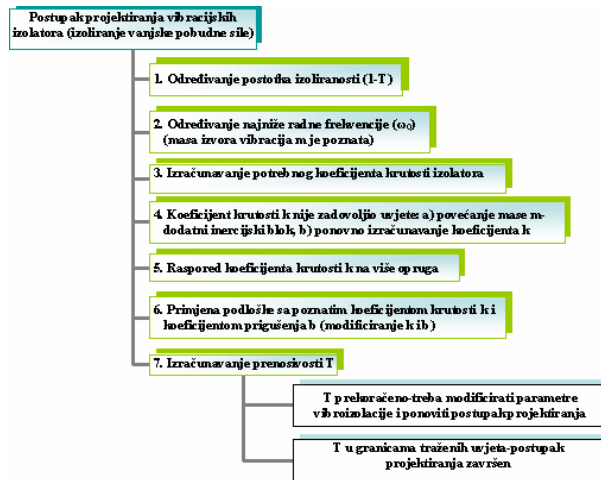 Postupak projektiranja vibracijskih
izolatora (izoliranje vanjske pobudne sile)
1. Određivanje postotka izoliranosti (1-T)
2. Određivanje najniže radne frekvencije (ω₀)
(masa izvora vibracija m je poznata)
3. Izračunavanje potrebnog koeficijenta krutosti izolatora
4. Koeficijent krutosti k nije zadovoljio uvjete: a) povećanje mase m-
dodatni inercijski blok, b) ponovno izračunavanje koeficijenta k
5. Raspored koeficijenta krutosti k na više opruga
6. Primjena podloške sa poznatim koeficijentom krutosti k i
koeficijentom prigušenja b (modificiranje k i b)
7. Izračunavanje prenosivosti T
T prekoračeno-treba modificirati parametre
vibroizolacije i ponoviti postupak projektiranja
T u granicama traženih uvjeta-postupak
projektiranja završen